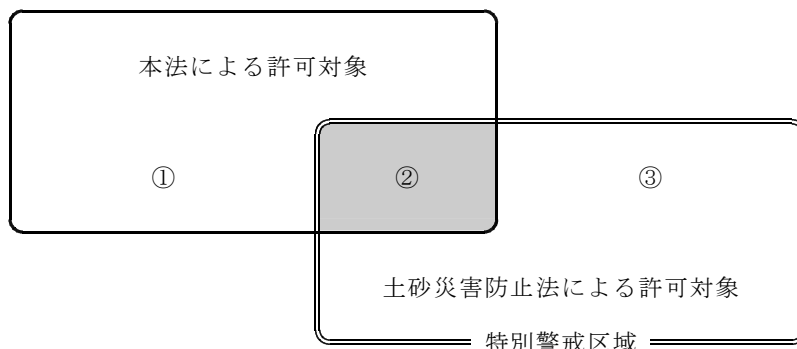 本法による許可対象
① ② ③
土砂災害防止法による許可対象
特別警戒区域